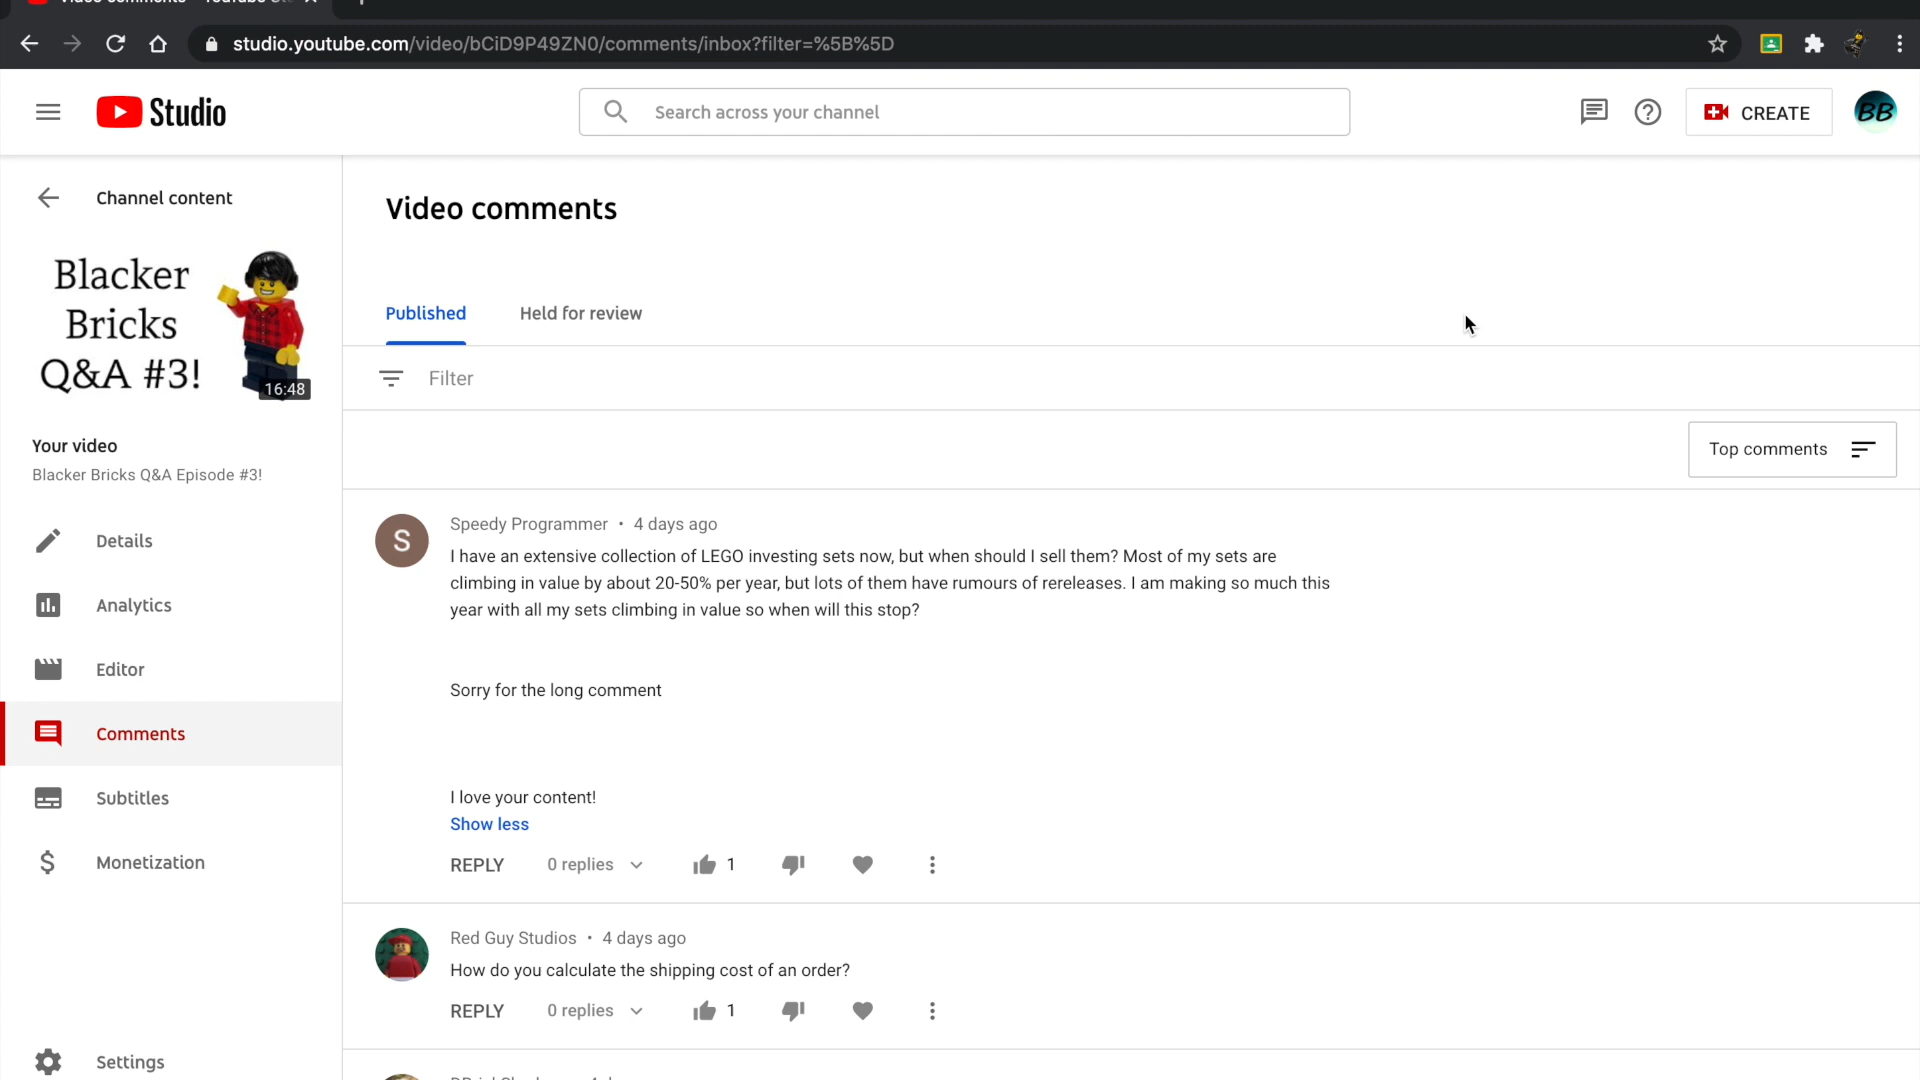 studio.youtube.com/video/bCiD9P49ZN0/comments/inbox?filter=%5B%5D
Studio
Search across your channel
CREATE
BB
Channel content
Video comments
Blacker
Bricks
Q&A #3!
16:48
Published
Held for review
Filter
Your video
Blacker Bricks Q&A Episode #3!
Top comments
Details
Analytics
Editor
Comments
Subtitles
Monetization
Settings
S
Speedy Programmer • 4 days ago
I have an extensive collection of LEGO investing sets now, but when should I sell them? Most of my sets are
climbing in value by about 20-50% per year, but lots of them have rumours of rereleases. I am making so much this
year with all my sets climbing in value so when will this stop?
Sorry for the long comment
I love your content!
Show less
REPLY 0 replies 1
Red Guy Studios • 4 days ago
How do you calculate the shipping cost of an order?
REPLY 0 replies 1